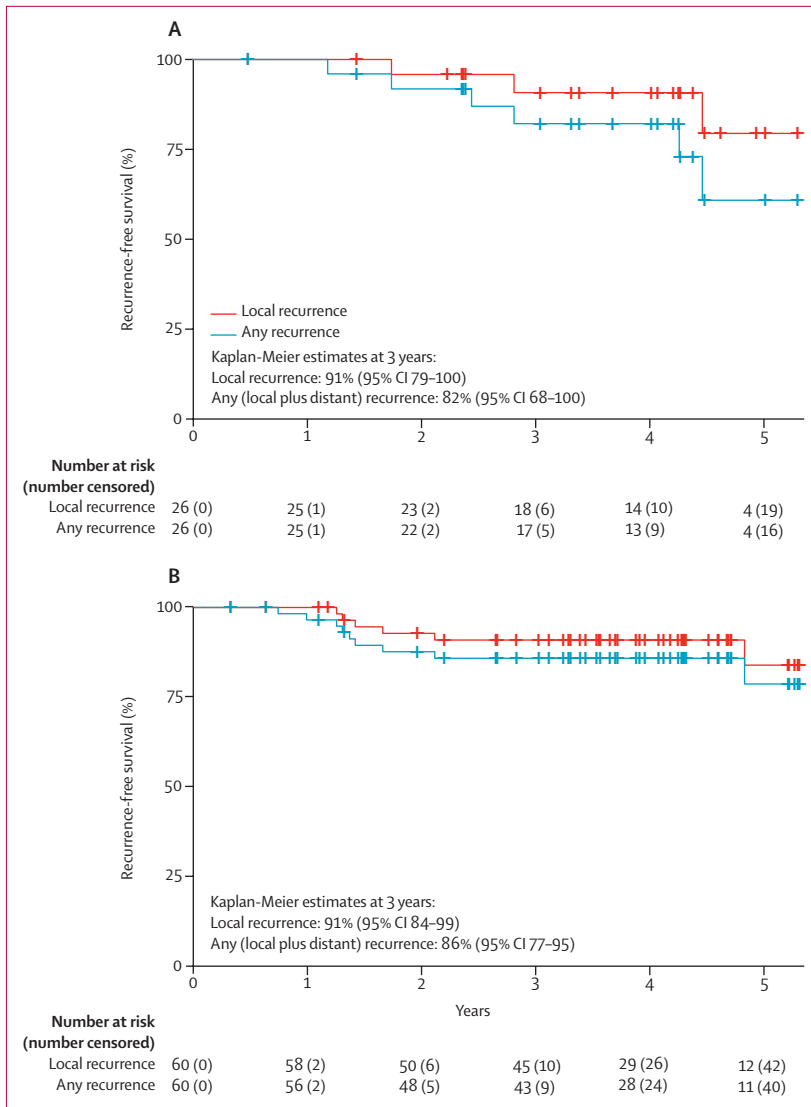 A
100
75
50
25
0
Recurrence-free survival (%)
Local recurrence
Any recurrence
Kaplan-Meier estimates at 3 years:
Local recurrence: 91% (95% CI 79–100)
Any (local plus distant) recurrence: 82% (95% CI 68–100)
0 1 2 3 4 5
Number at risk
(number censored)
Local recurrence 26 (0) 25 (1) 23 (2) 18 (6) 14 (10) 4 (19)
Any recurrence 26 (0) 25 (1) 22 (2) 17 (5) 13 (9) 4 (16)
B
100
75
50
25
0
Recurrence-free survival (%)
Kaplan-Meier estimates at 3 years:
Local recurrence: 91% (95% CI 84–99)
Any (local plus distant) recurrence: 86% (95% CI 77–95)
0 1 2 3 4 5
Years
Number at risk
(number censored)
Local recurrence 60 (0) 58 (2) 50 (6) 45 (10) 29 (26) 12 (42)
Any recurrence 60 (0) 56 (2) 48 (5) 43 (9) 28 (24) 11 (40)